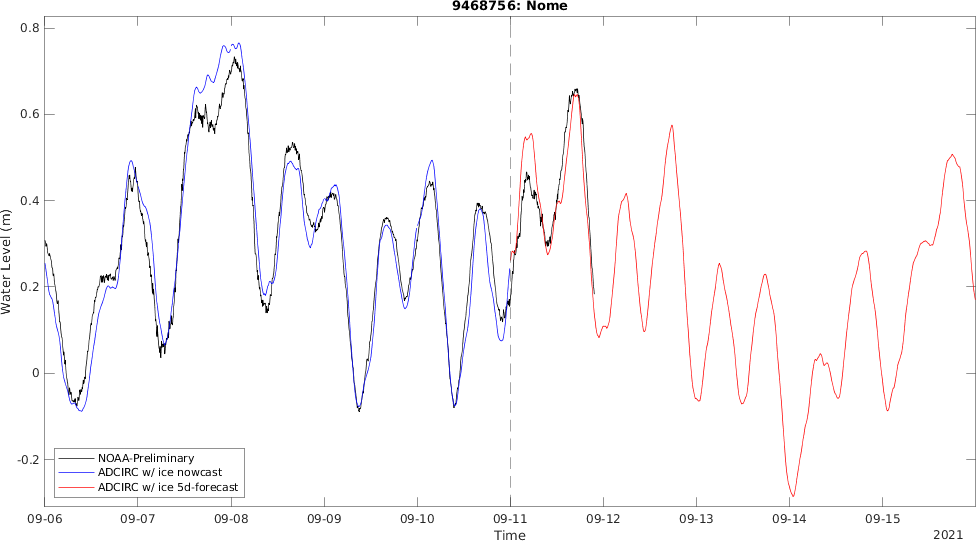 9468756: Nome
0.8
0.6
0.4
0.2
0
-0.2
Water Level (m)
NOAA-Preliminary
ADCIRC w/ ice nowcast
ADCIRC w/ ice 5d-forecast
09-06 09-07 09-08 09-09 09-10 09-11 09-12 09-13 09-14 09-15
Time
2021